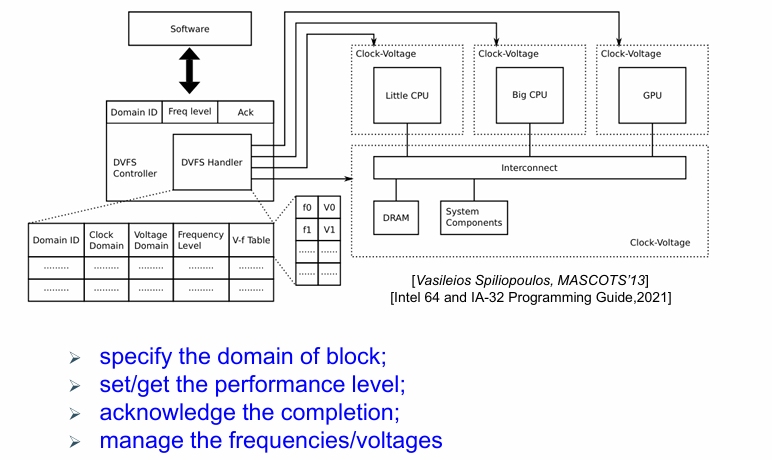 Software
Domain ID Freq level Ack
DVFS Controller
DVFS Handler
Clock-Voltage
Little CPU
Clock-Voltage
Big CPU
Clock-Voltage
GPU
Interconnect
DRAM
System Components
Clock-Voltage
Domain ID Clock Domain Voltage Domain Frequency Level V-f Table
......... ......... ......... ......... .........
......... ......... ......... ......... .........
f0 V0
f1 V1
...... ......
...... ......
[Vasileios Spiliopoulos, MASCOTS'13]
[Intel 64 and IA-32 Programming Guide,2021]
➢ specify the domain of block;
➢ set/get the performance level;
➢ acknowledge the completion;
➢ manage the frequencies/voltages